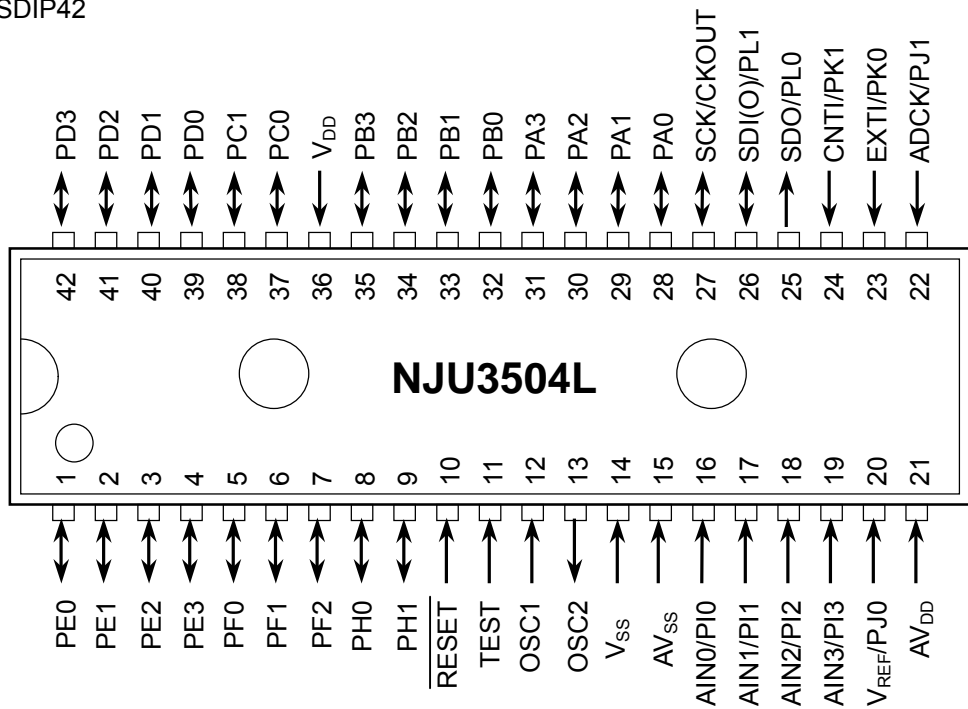 SDIP42
PD3
PD2
PD1
PD0
PC1
PC0
VDD
PB3
PB2
PB1
PB0
PA3
PA2
PA1
PA0
SCK/CKOUT
SDI(O)/PL1
SDO/PL0
CNTI/PK1
EXTI/PK0
ADCK/PJ1
42
41
40
39
38
37
36
35
34
33
32
31
30
29
28
27
26
25
24
23
22
NJU3504L
1
2
3
4
5
6
7
8
9
10
11
12
13
14
15
16
17
18
19
20
21
PE0
PE1
PE2
PE3
PF0
PF1
PF2
PH0
PH1
RESET
TEST
OSC1
OSC2
VSS
AVSS
AIN0/PI0
AIN1/PI1
AIN2/PI2
AIN3/PI3
VREF/PJ0
AVDD